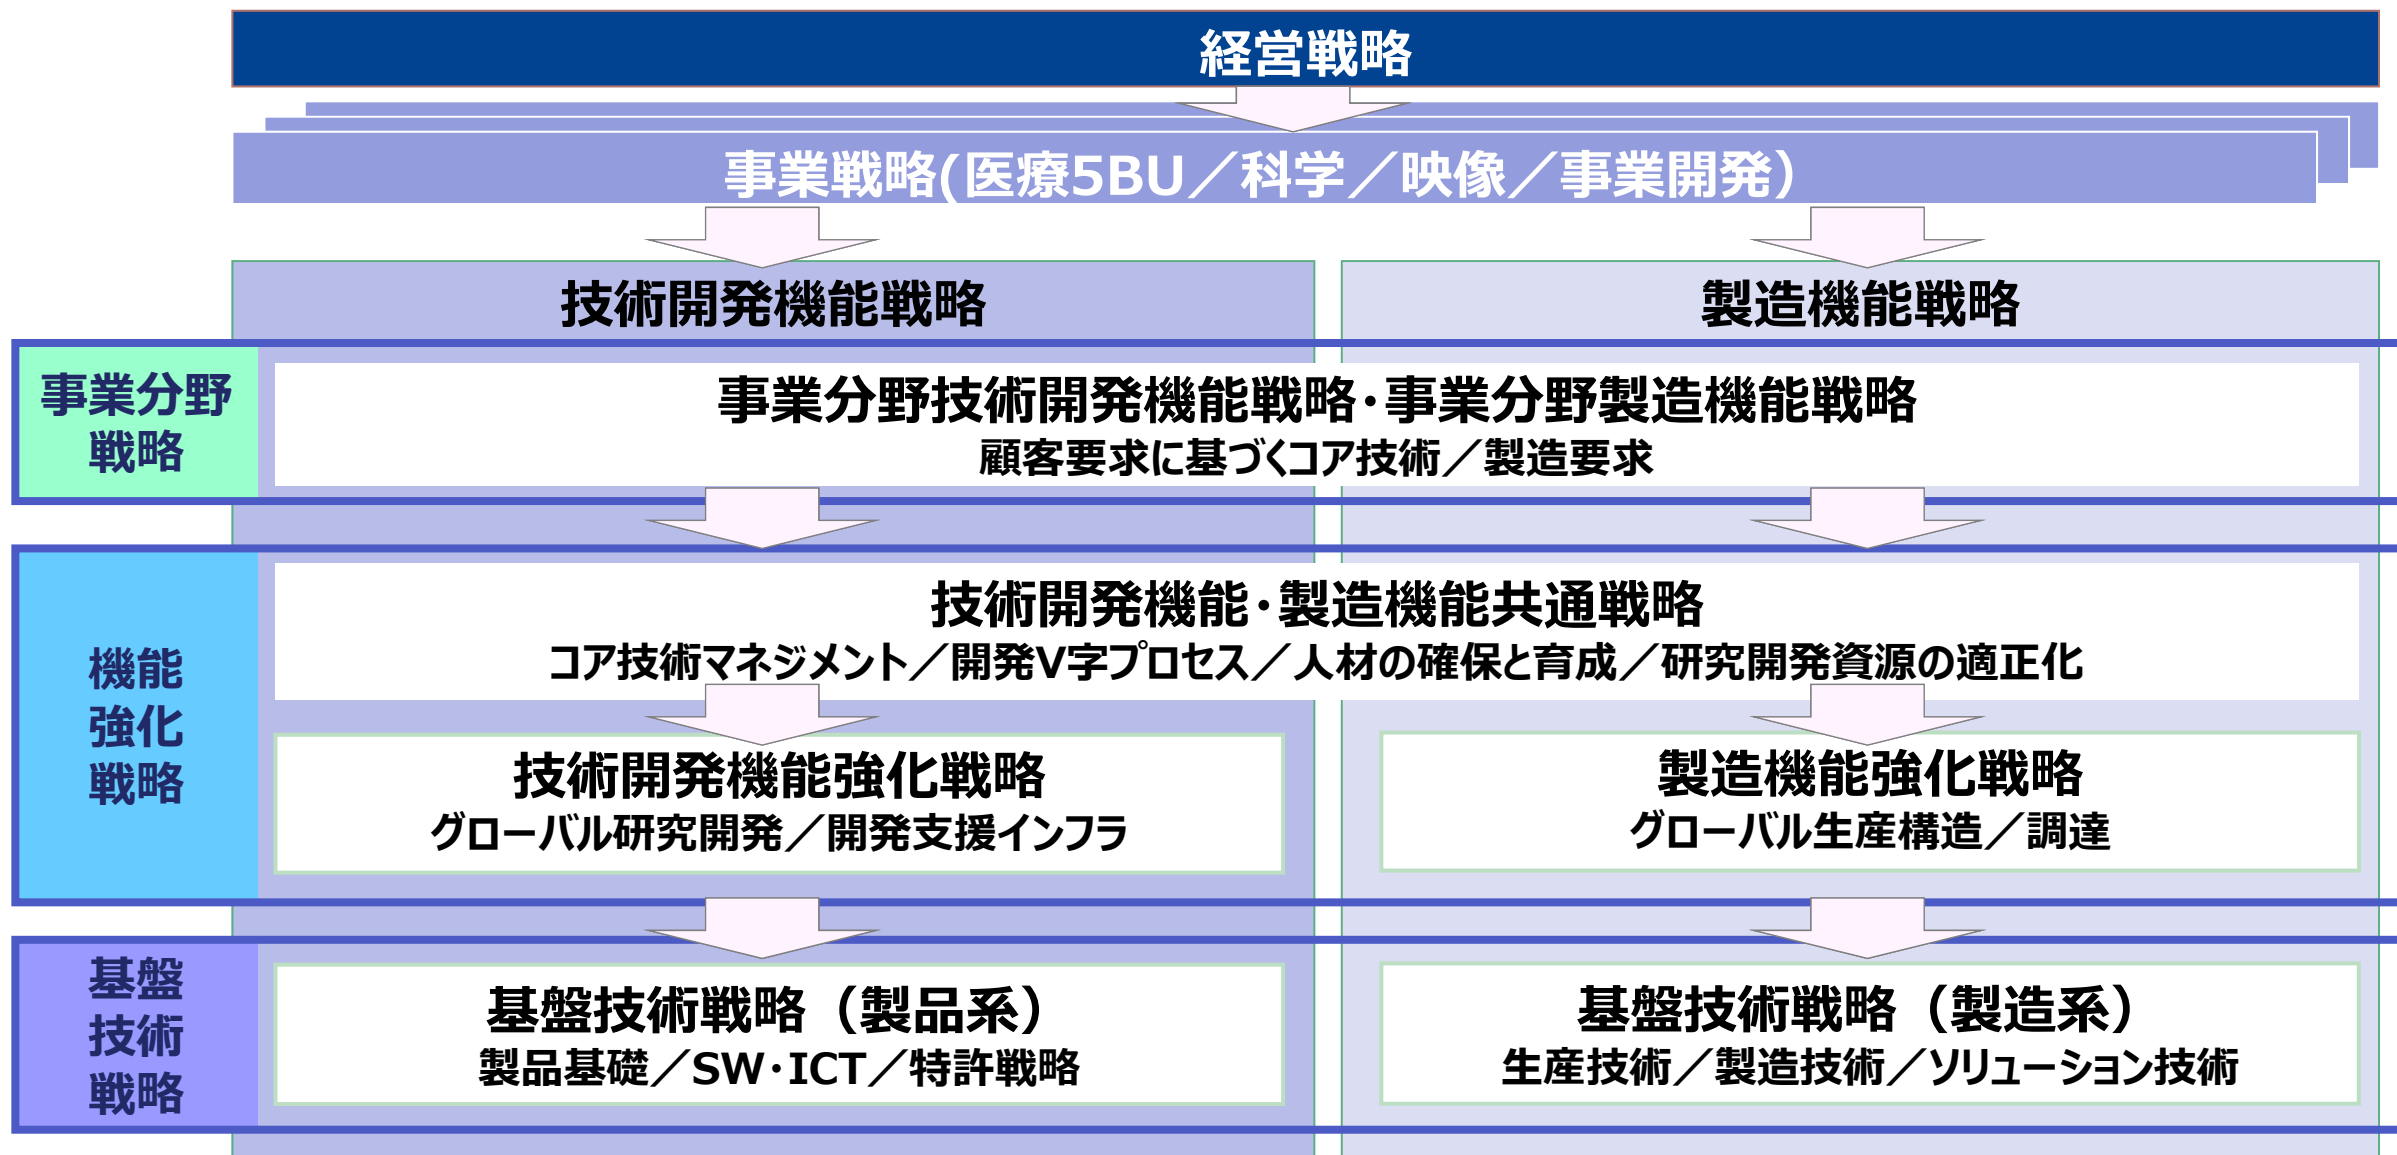 経営戦略
事業戦略(医療5BU／科学／映像／事業開発）
技術開発機能戦略
製造機能戦略
事業分野
戦略
事業分野技術開発機能戦略・事業分野製造機能戦略
顧客要求に基づくコア技術／製造要求
機能
強化
戦略
技術開発機能・製造機能共通戦略
コア技術マネジメント／開発V字プロセス／人材の確保と育成／研究開発資源の適正化
技術開発機能強化戦略
グローバル研究開発／開発支援インフラ
製造機能強化戦略
グローバル生産構造／調達
基盤
技術
戦略
基盤技術戦略（製品系）
製品基礎／SW・ICT／特許戦略
基盤技術戦略（製造系）
生産技術／製造技術／ソリューション技術